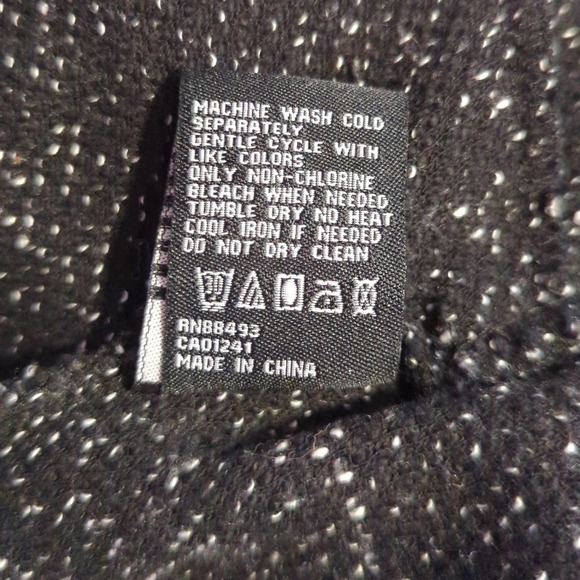 MACHINE WASH COLD
SEPARATELY
GENTLE CYCLE WITH
LIKE COLORS
ONLY NON-CHLORINE
BLEACH WHEN NEEDED
TUMBLE DRY NO HEAT
COOL IRON IF NEEDED
DO NOT DRY CLEAN
30
RN88493
CA01241
MADE IN CHINA